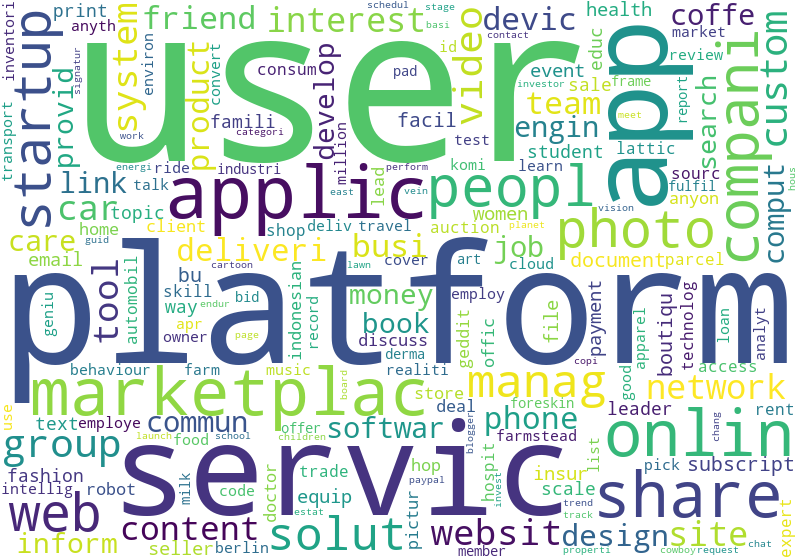 print
friend
interest
devic
coffe
health
inventori
anyth
startup
system
user
video
app
compani
custom
schedul
stage
basi
contact
id
educ
market
review
event
sale
frame
investor
team
search
report
signatur
environ
product
convert
consum
develop
pad
provid
famili
facil
test
engin
student
lattic
comput
work
categori
transport
million
link
talk
ride
industri
energi
perform
komi
learn
sourc
fulfil
meet
hous
applic
lead
peopl
east
vein
women
anyon
car
topic
home
shop
deliv
travel
auction
planet
photo
vision
care
client
guid
deliveri
busi
job
email
cartoon
lawn
cover
art
cloud
document
parcel
tool
automobil
bu
skill
way
endur
indonesian
money
employ
geniu
bid
record
platform
apr
owner
page
book
discuss
geddit
offic
file
payment
boutiqu
technolog
apparel
loan
analyt
copi
behaviour
farm
music
realiti
derma
good
access
marketplac
board
store
manag
network
use
text
employe
commun
offer
deal
foreskin
leader
rent
launch
school
children
softwar
phone
farmstead
onlin
chang
group
food
servic
blogger
list
pick
subscript
trade
hop
hospit
insur
fashion
intellig
robot
milk
code
doctor
equip
pictur
paypal
invest
scale
trend
track
share
web
content
solut
estat
websit
design
site
expert
inform
seller
berlin
member
properti
cowboy
request
chat